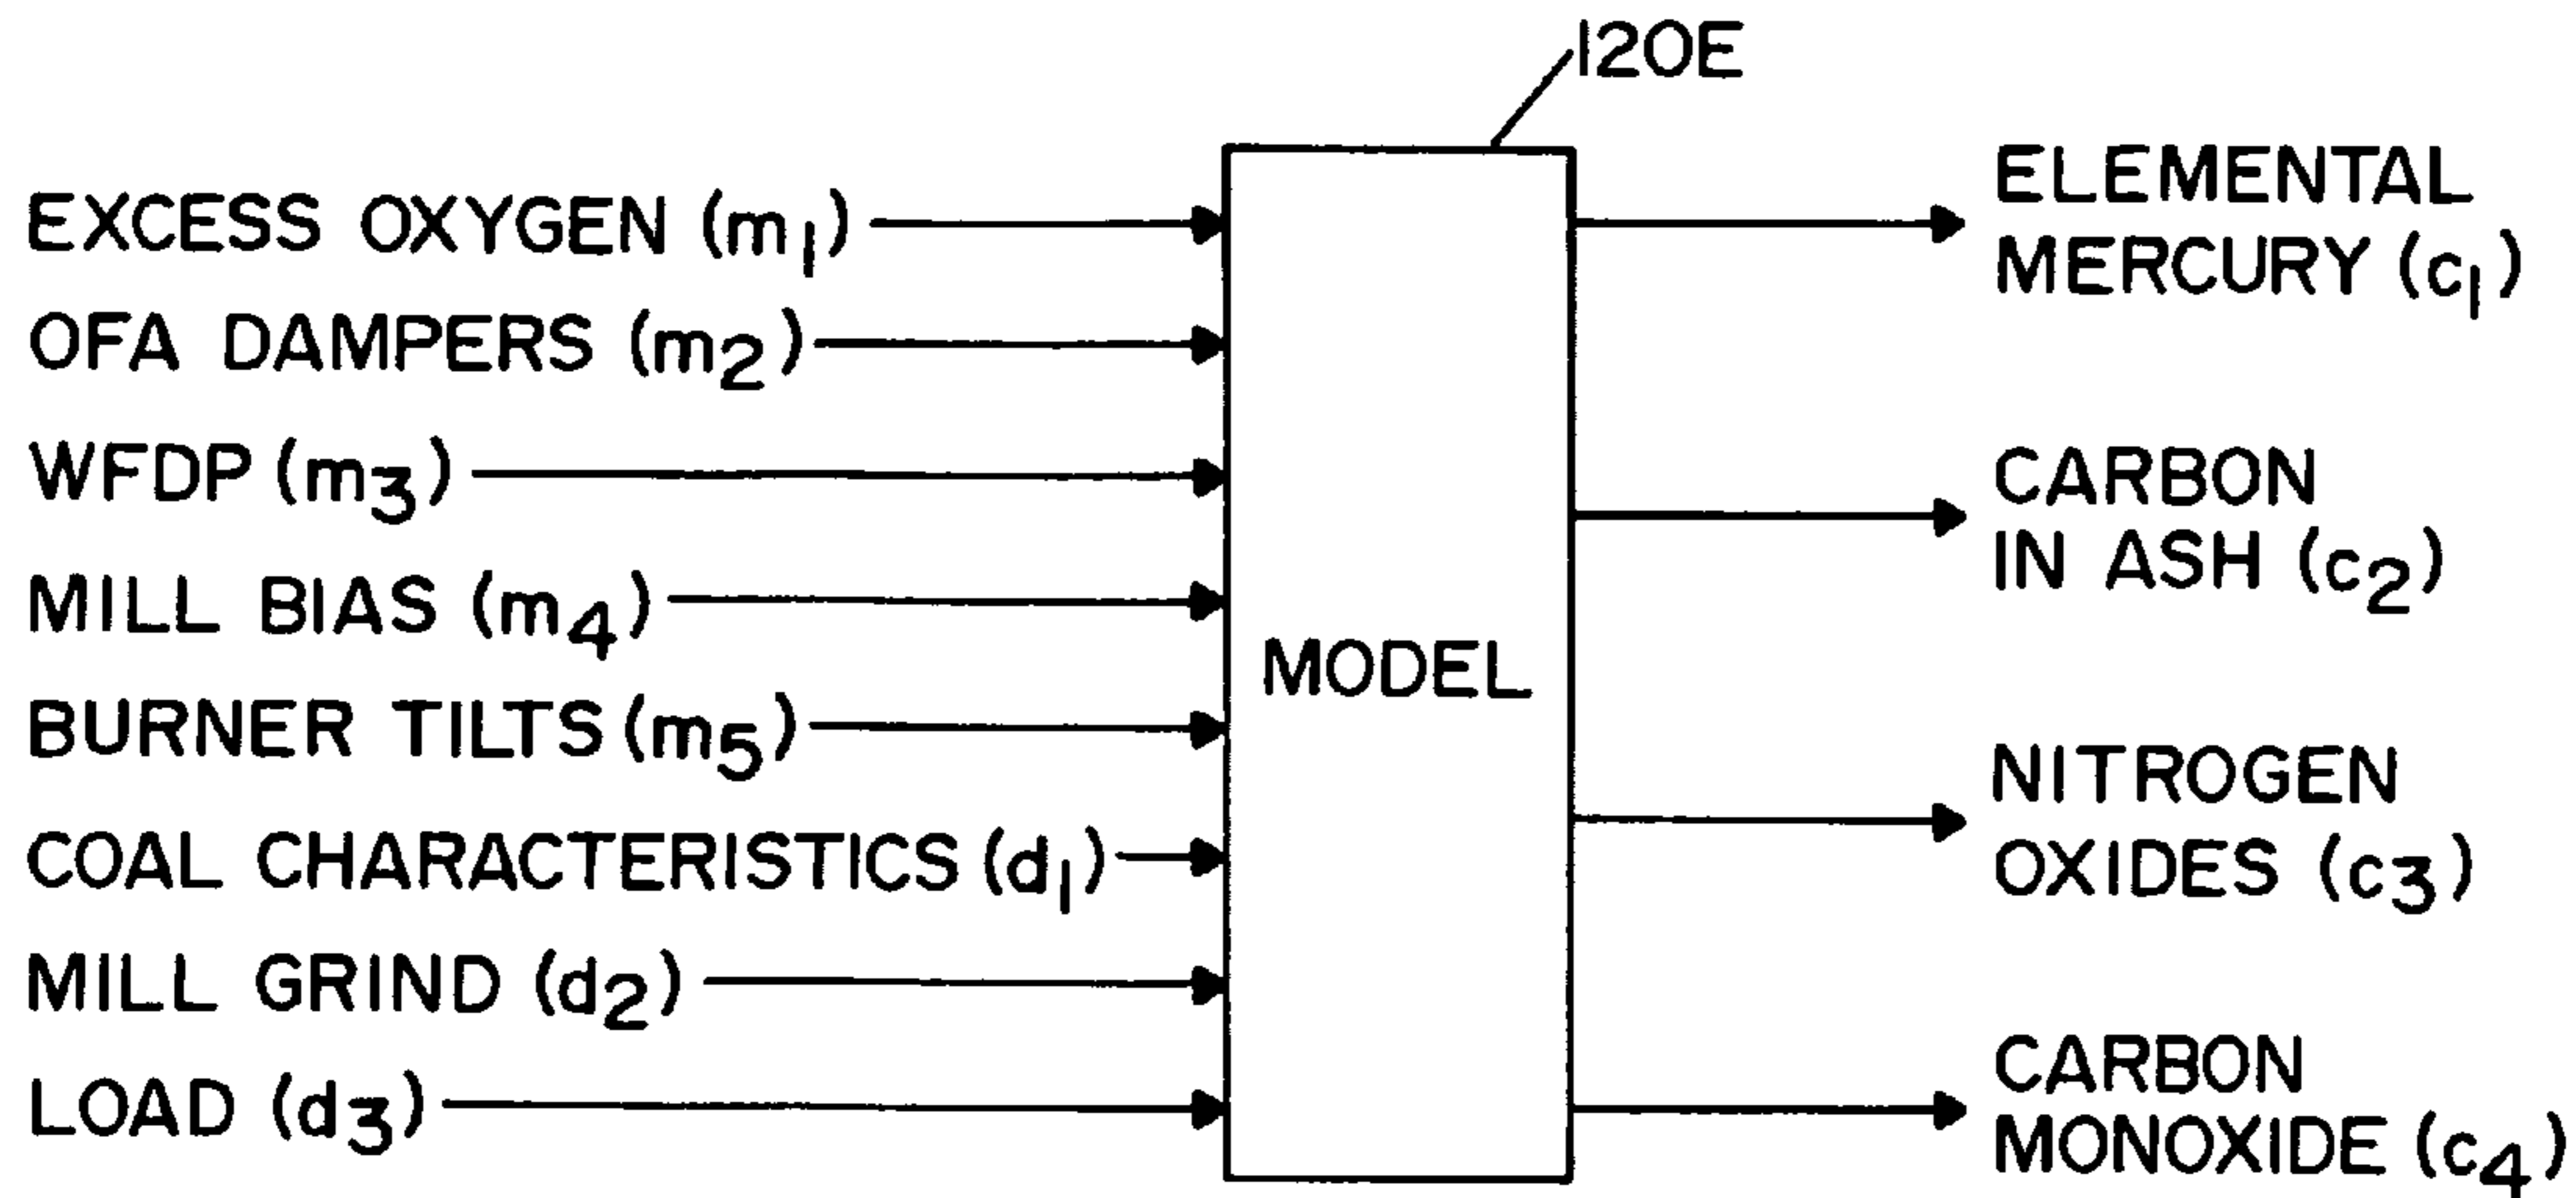 120E
EXCESS OXYGEN (m1)
OFA DAMPERS (m2)
WFDP (m3)
MILL BIAS (m4)
BURNER TILTS (m5)
COAL CHARACTERISTICS (d1)
MILL GRIND (d2)
LOAD (d3)
MODEL
ELEMENTAL
MERCURY (c1)
CARBON
IN ASH (c2)
NITROGEN
OXIDES (c3)
CARBON
MONOXIDE (c4)